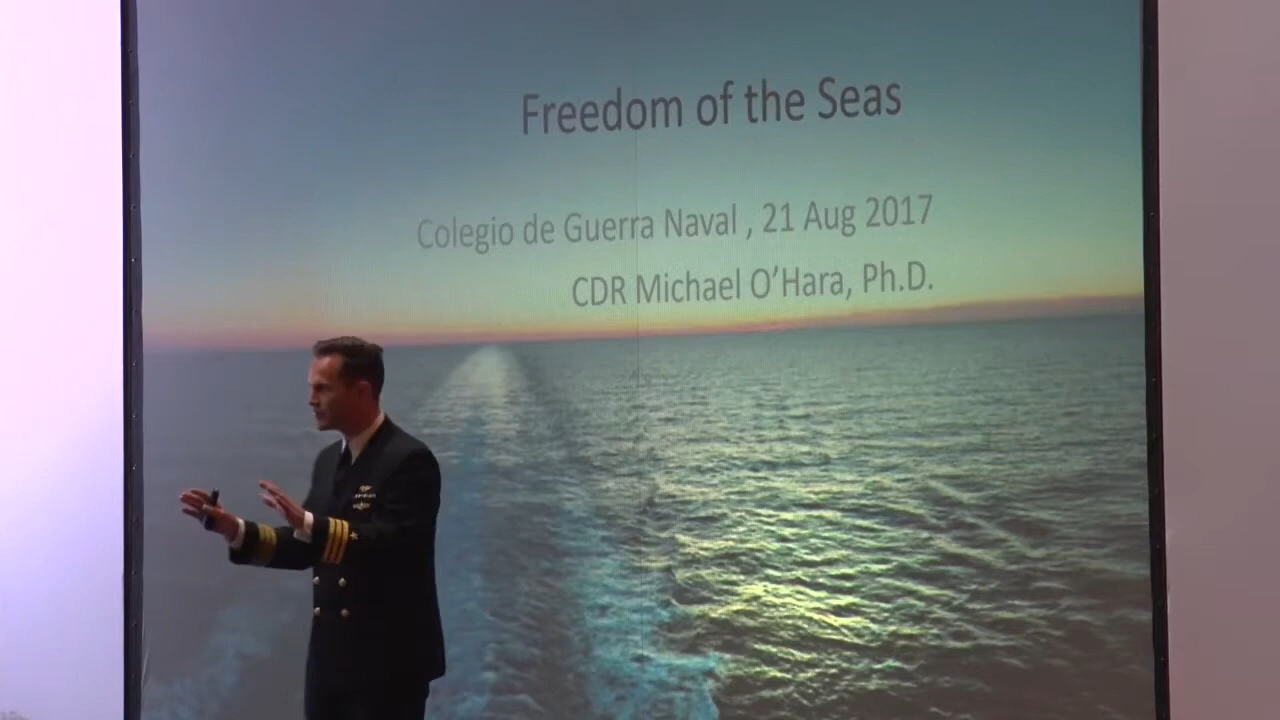 Freedom of the Seas
Colegio de Guerra Naval , 21 Aug 2017
CDR Michael O'Hara, Ph.D.